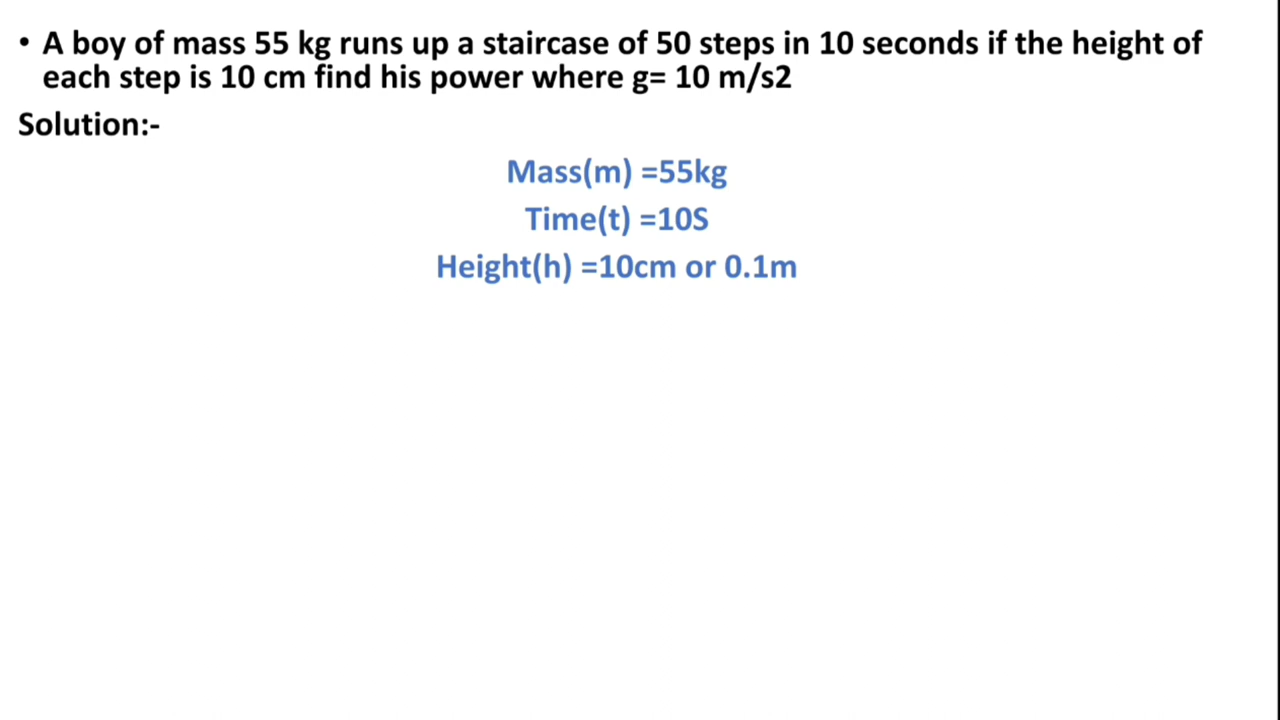 • A boy of mass 55 kg runs up a staircase of 50 steps in 10 seconds if the height of
each step is 10 cm find his power where g= 10 m/s2
Solution:-
Mass(m) =55kg
Time(t) =10S
Height(h) =10cm or 0.1m